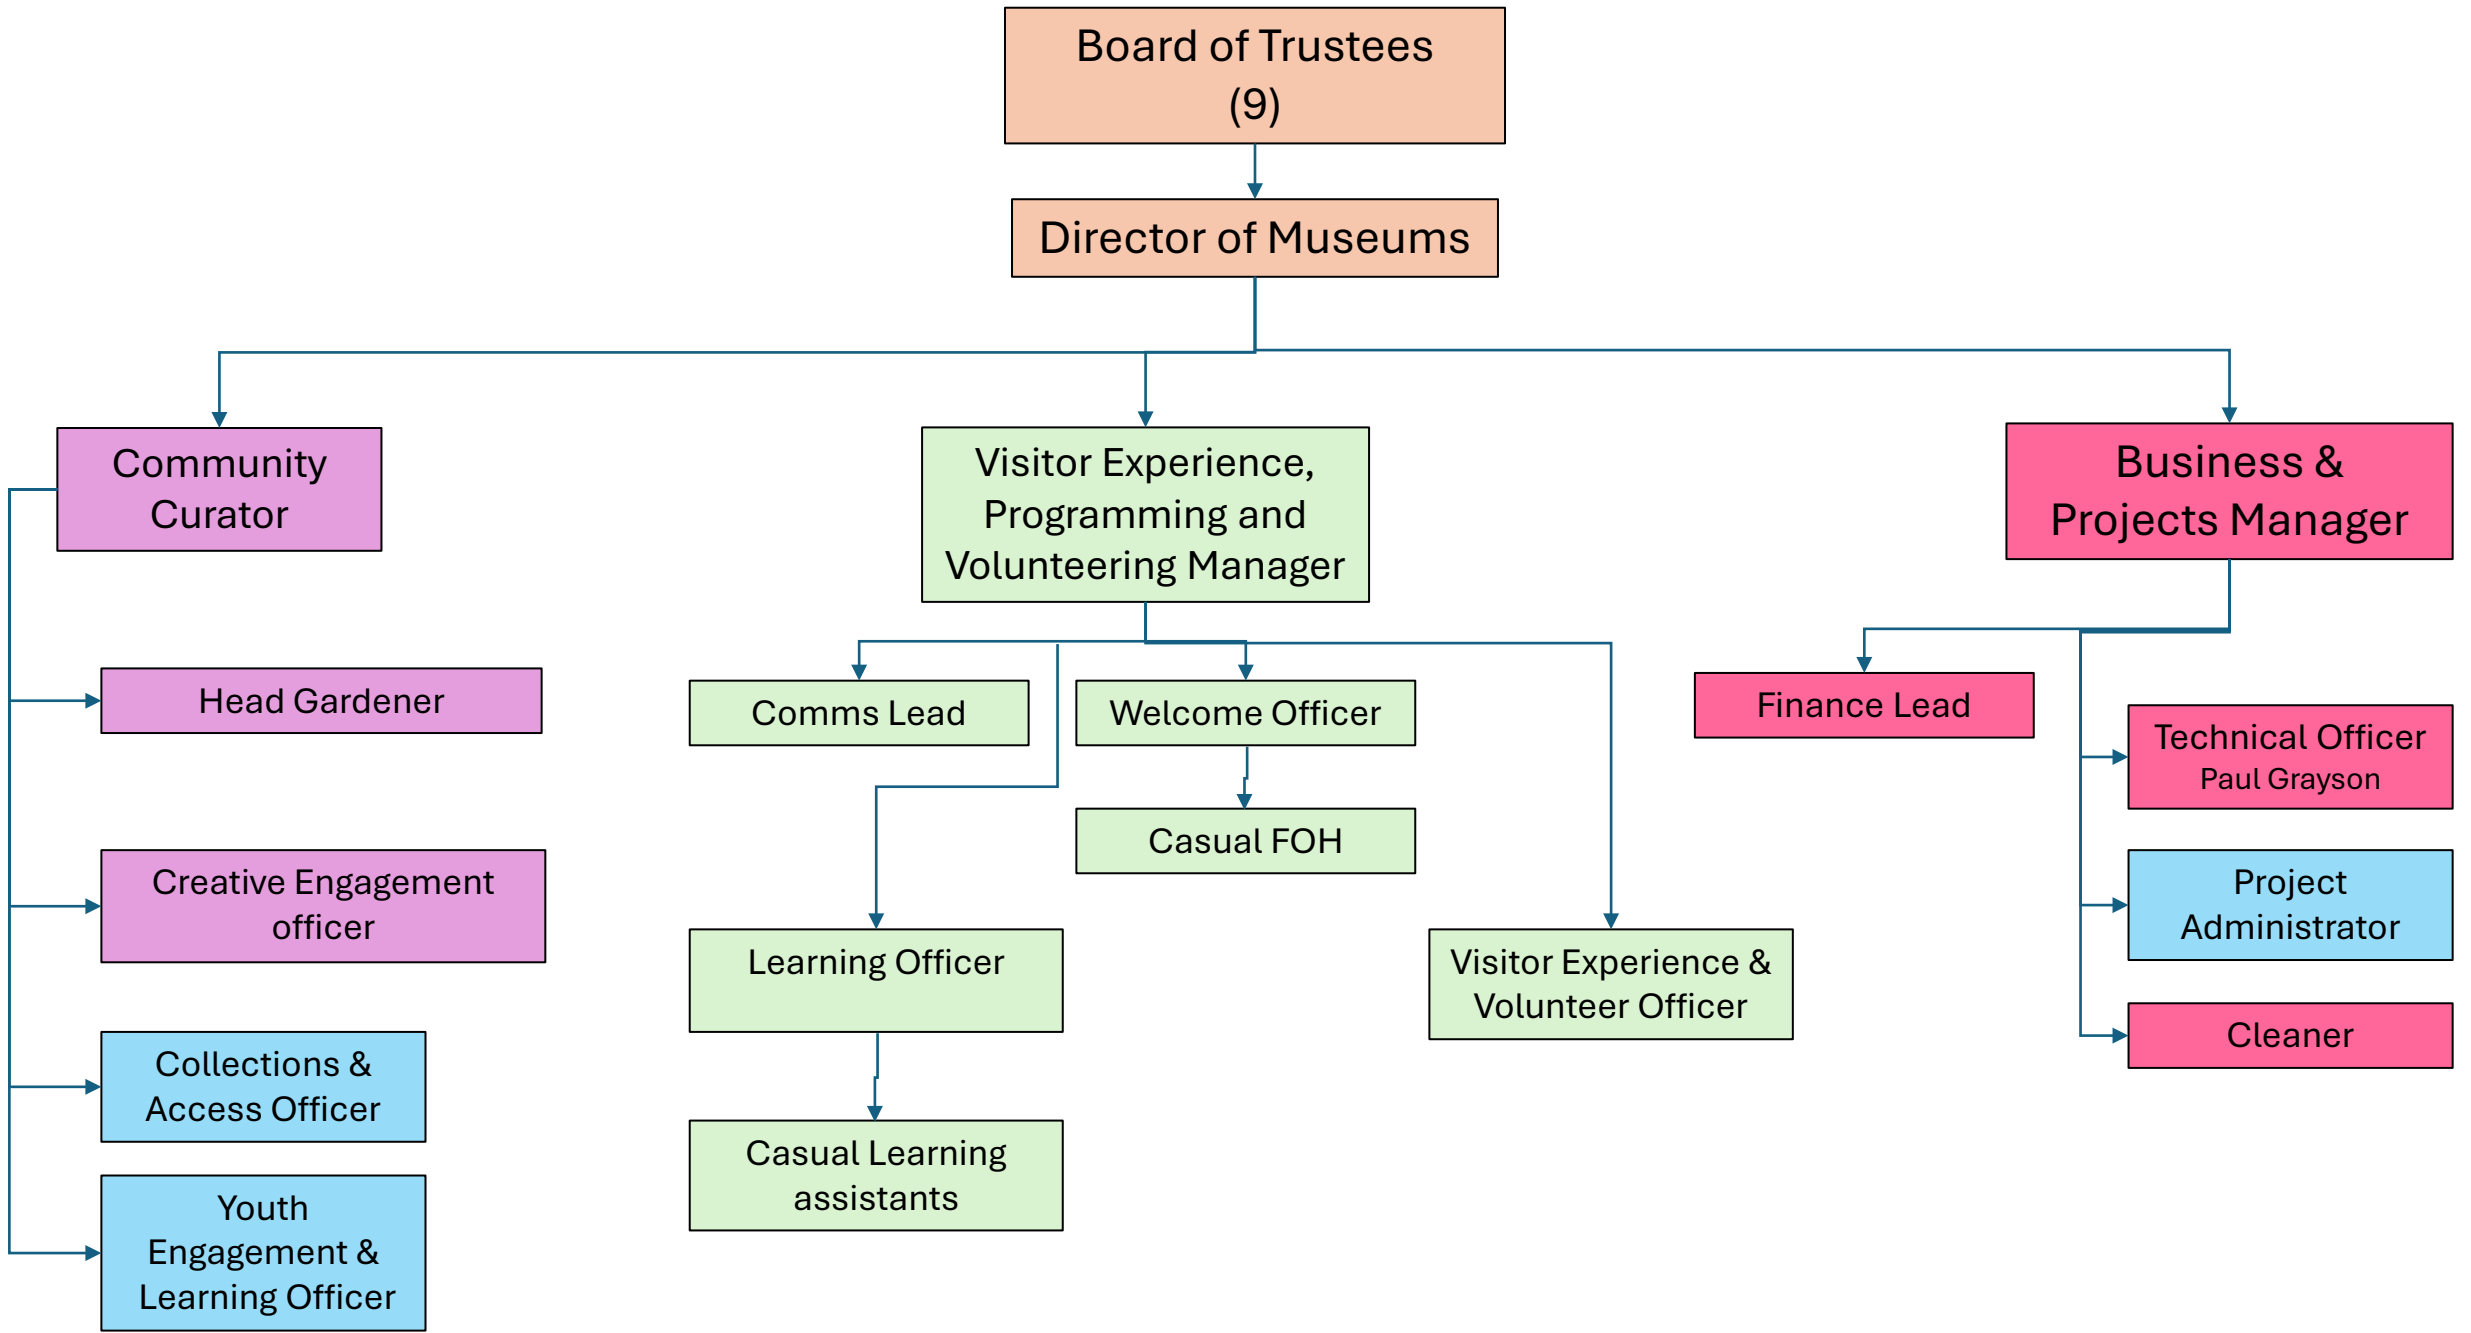 Board of Trustees
(9)
Director of Museums
Community
Curator
Visitor Experience,
Programming and
Volunteering Manager
Business &
Projects Manager
Head Gardener
Comms Lead
Welcome Officer
Finance Lead
Technical Officer
Paul Grayson
Casual FOH
Creative Engagement
officer
Project
Administrator
Learning Officer
Visitor Experience &
Volunteer Officer
Cleaner
Collections &
Access Officer
Casual Learning
assistants
Youth
Engagement &
Learning Officer